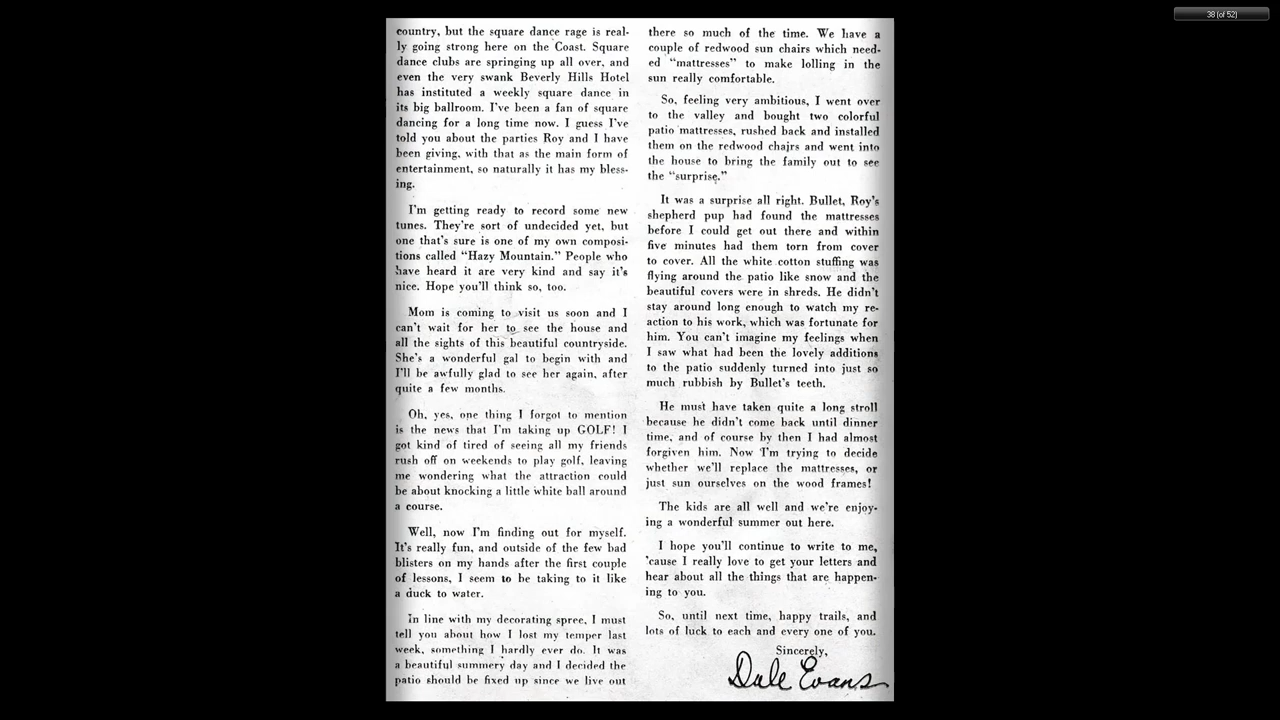 38 (of 52)
country, but the square dance rage is real-
ly going strong here on the Coast. Square
dance clubs are springing up all over, and
even the very swank Beverly Hills Hotel
has instituted a weekly square dance in
its big ballroom. I've been a fan of square
dancing for a long time now. I guess I've
told you about the parties Roy and I have
been giving, with that as the main form of
entertainment, so naturally it has my bless-
ing.
I'm getting ready to record some new
tunes. They're sort of undecided yet, but
one that's sure is one of my own composi-
tions called "Hazy Mountain." People who
have heard it are very kind and say it's
nice. Hope you'll think so, too.
Mom is coming to visit us soon and I
can't wait for her to see the house and
all the sights of this beautiful countryside.
She's a wonderful gal to begin with and
I'll be awfully glad to see her again, after
quite a few months.
Oh, yes, one thing I forgot to mention
is the news that I'm taking up GOLF! I
got kind of tired of seeing all my friends
rush off on weekends to play golf, leaving
me wondering what the attraction could
be about knocking a little white ball around
a course.
Well, now I'm finding out for myself.
It's really fun, and outside of the few bad
blisters on my hands after the first couple
of lessons, I seem to be taking to it like
a duck to water.
In line with my decorating spree, I must
tell you about how I lost my temper last
week, something I hardly ever do. It was
a beautiful summery day and I decided the
patio should be fixed up since we live out
there so much of the time. We have a
couple of redwood sun chairs which need-
ed "mattresses" to make lolling in the
sun really comfortable.
So, feeling very ambitious, I went over
to the valley and bought two colorful
patio mattresses, rushed back and installed
them on the redwood chairs and went into
the house to bring the family out to see
the "surprise."
It was a surprise all right. Bullet, Roy's
shepherd pup had found the mattresses
before I could get out there and within
five minutes had them torn from cover
to cover. All the white cotton stuffing was
flying around the patio like snow and the
beautiful covers were in shreds. He didn't
stay around long enough to watch my re-
action to his work, which was fortunate for
him. You can't imagine my feelings when
I saw what had been the lovely additions
to the patio suddenly turned into just so
much rubbish by Bullet's teeth.
He must have taken quite a long stroll
because he didn't come back until dinner
time, and of course by then I had almost
forgiven him. Now I'm trying to decide
whether we'll replace the mattresses, or
just sun ourselves on the wood frames!
The kids are all well and we're enjoy-
ing a wonderful summer out here.
I hope you'll continue to write to me,
'cause I really love to get your letters and
hear about all the things that are happen-
ing to you.
So, until next time, happy trails, and
lots of luck to each and every one of you.
Sincerely,
Dale Evans